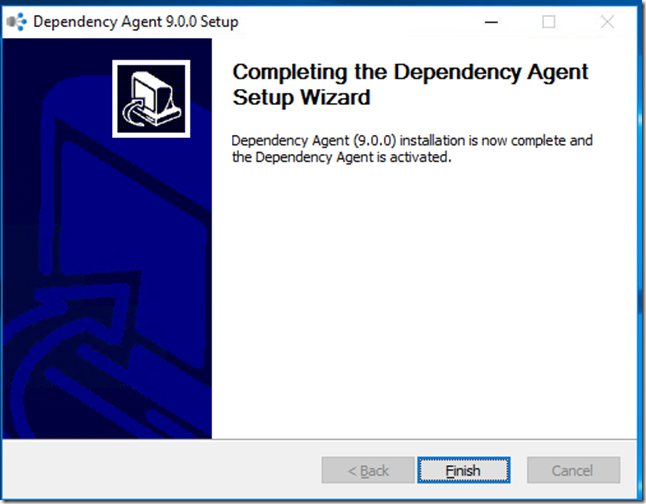 Dependency Agent 9.0.0 Setup
Completing the Dependency Agent
Setup Wizard
Dependency Agent (9.0.0) installation is now complete and
the Dependency Agent is activated.
< Back
Finish
Cancel